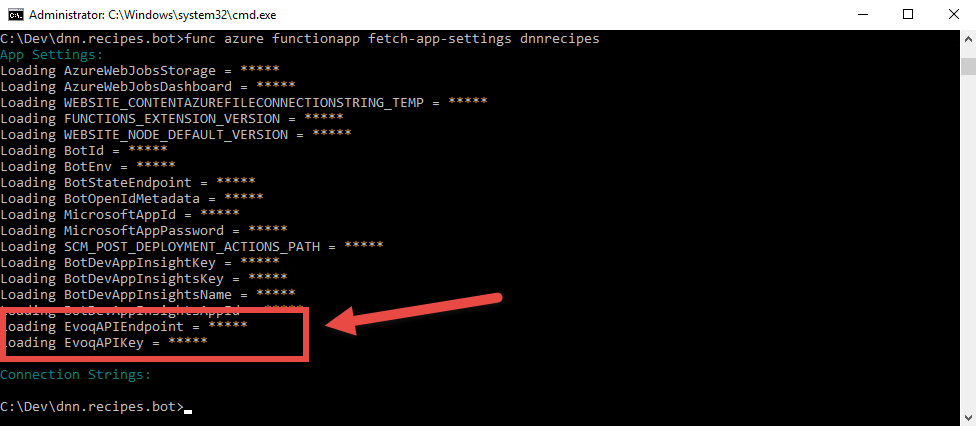 Administrator: C:\Windows\system32\cmd.exe
C:\Dev\dnn.recipes.bot>func azure functionapp fetch-app-settings dnnrecipes
App Settings:
Loading AzureWebJobsStorage = *****
Loading AzureWebJobsDashboard = *****
Loading WEBSITE_CONTENTAZUREFILECONNECTIONSTRING_TEMP = *****
Loading FUNCTIONS_EXTENSION_VERSION = *****
Loading WEBSITE_NODE_DEFAULT_VERSION = *****
Loading BotId = *****
Loading BotEnv = *****
Loading BotStateEndpoint = *****
Loading BotOpenIdMetadata = *****
Loading MicrosoftAppId = *****
Loading MicrosoftAppPassword = *****
Loading SCM_POST_DEPLOYMENT_ACTIONS_PATH = *****
Loading BotDevAppInsightKey = *****
Loading BotDevAppInsightsKey = *****
Loading BotDevAppInsightsName = *****
Loading BotDevAppInsightsAppId = *****
Loading EvoqAPIEndpoint = *****
Loading EvoqAPIKey = *****
Connection Strings:
C:\Dev\dnn.recipes.bot>